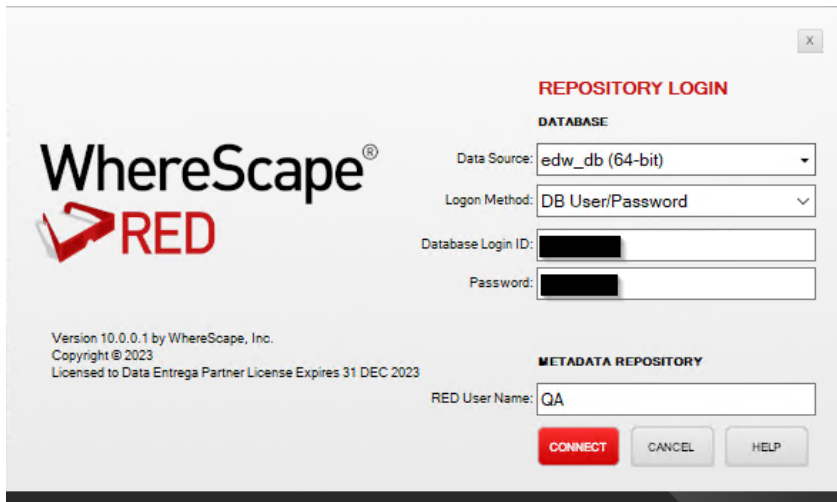 X
REPOSITORY LOGIN
DATABASE
WhereScape®
RED
Data Source: edw_db (64-bit)
Logon Method: DB User/Password
Database Login ID:
Password:
Version 10.0.0.1 by WhereScape, Inc.
Copyright © 2023
Licensed to Data Entrega Partner License Expires 31 DEC 2023
METADATA REPOSITORY
RED User Name: QA
CONNECT CANCEL HELP